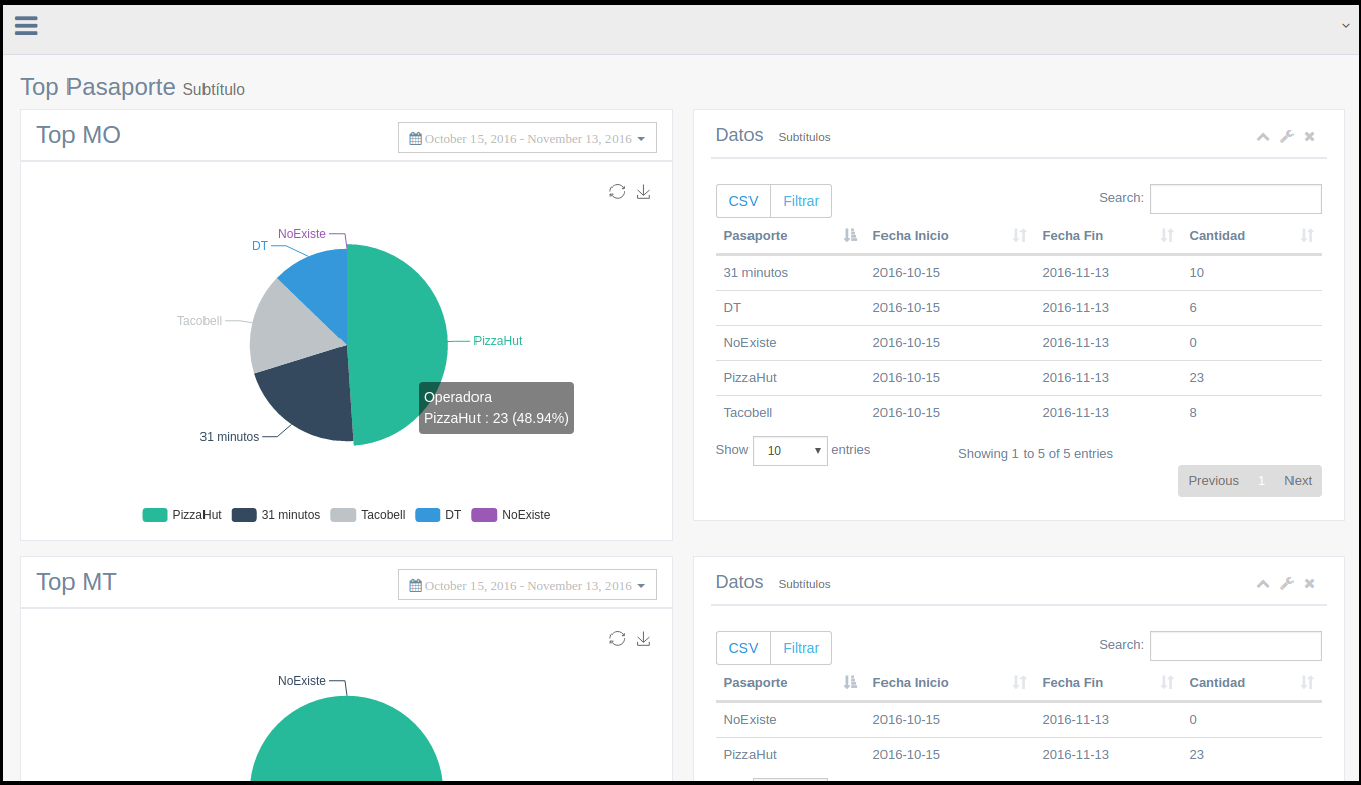 Top Pasaporte Subtítulo
Top MO
October 15, 2016 - November 13, 2016
NoExiste
DT
Tacobell
PizzaHut
Operadora
PizzaHut : 23 (48.94%)
31 minutos
PizzaHut 31 minutos Tacobell DT NoExiste
Datos Subtítulos
CSV Filtrar
Search:
Pasaporte Fecha Inicio Fecha Fin Cantidad
31 minutos 2016-10-15 2016-11-13 10
DT 2016-10-15 2016-11-13 6
NoExiste 2016-10-15 2016-11-13 0
PizzaHut 2016-10-15 2016-11-13 23
Tacobell 2016-10-15 2016-11-13 8
Show 10 entries
Showing 1 to 5 of 5 entries
Previous 1 Next
Top MT
October 15, 2016 - November 13, 2016
NoExiste
Datos Subtítulos
CSV Filtrar
Search:
Pasaporte Fecha Inicio Fecha Fin Cantidad
NoExiste 2016-10-15 2016-11-13 0
PizzaHut 2016-10-15 2016-11-13 23